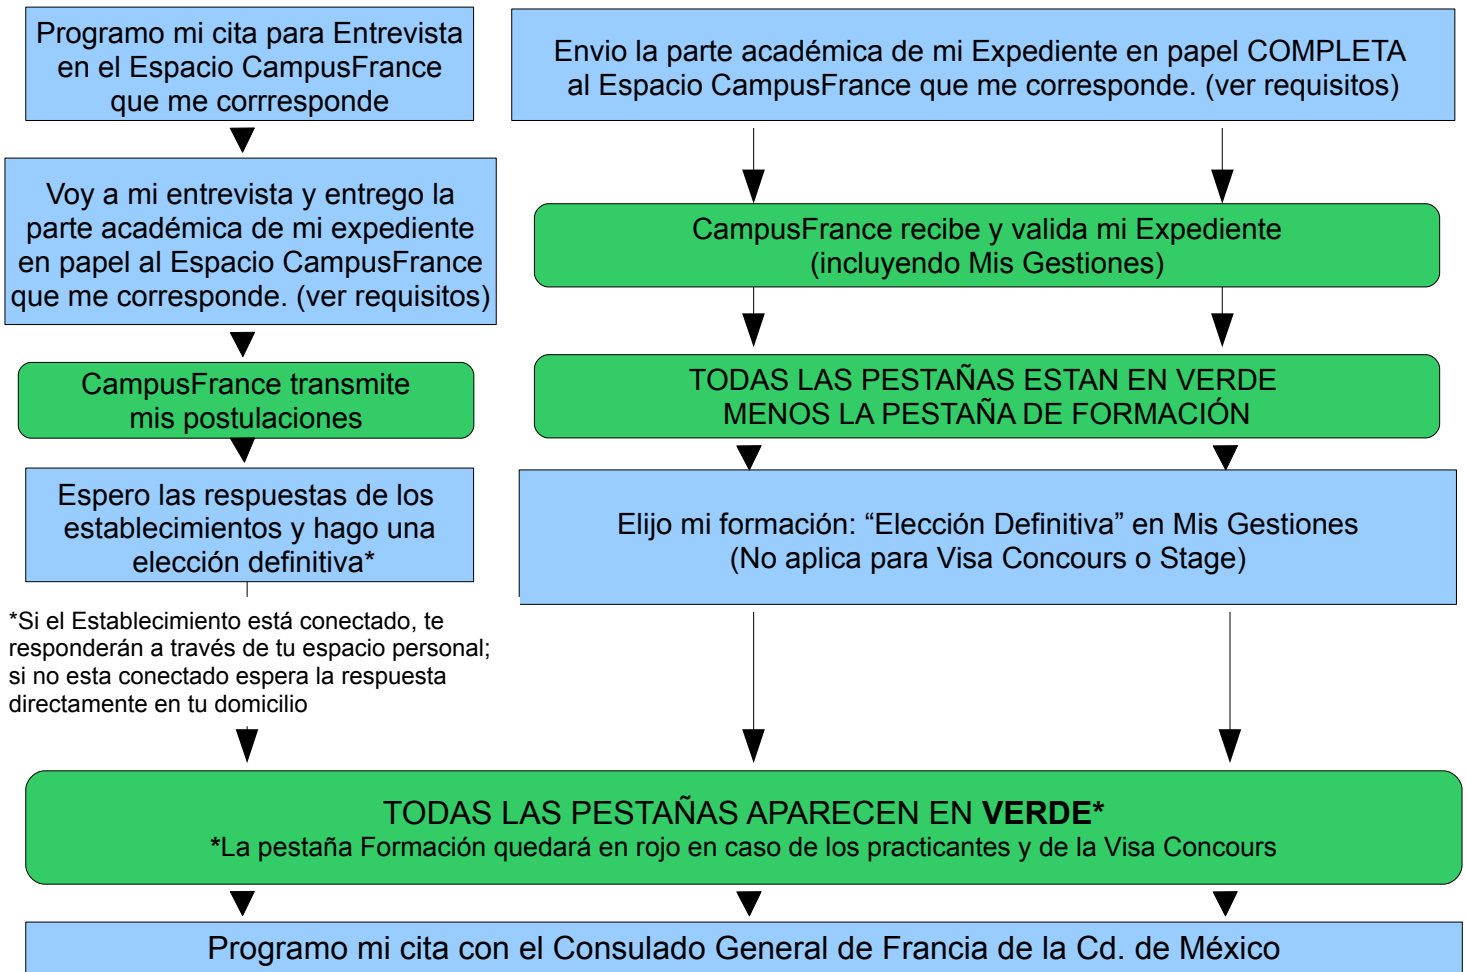 Programo mi cita para Entrevista
en el Espacio CampusFrance
que me corrresponde
Voy a mi entrevista y entrego la
parte académica de mi expediente
en papel al Espacio CampusFrance
que me corresponde. (ver requisitos)
CampusFrance transmite
mis postulaciones
Espero las respuestas de los
establecimientos y hago una
elección definitiva*
*Si el Establecimiento está conectado, te
responderán a través de tu espacio personal;
si no esta conectado espera la respuesta
directamente en tu domicilio
Envio la parte académica de mi Expediente en papel COMPLETA
al Espacio CampusFrance que me corresponde. (ver requisitos)
CampusFrance recibe y valida mi Expediente
(incluyendo Mis Gestiones)
TODAS LAS PESTAÑAS ESTAN EN VERDE
MENOS LA PESTAÑA DE FORMACIÓN
Elijo mi formación: “Elección Definitiva” en Mis Gestiones
(No aplica para Visa Concours o Stage)
TODAS LAS PESTAÑAS APARECEN EN VERDE*
*La pestaña Formación quedará en rojo en caso de los practicantes y de la Visa Concours
Programo mi cita con el Consulado General de Francia de la Cd. de México